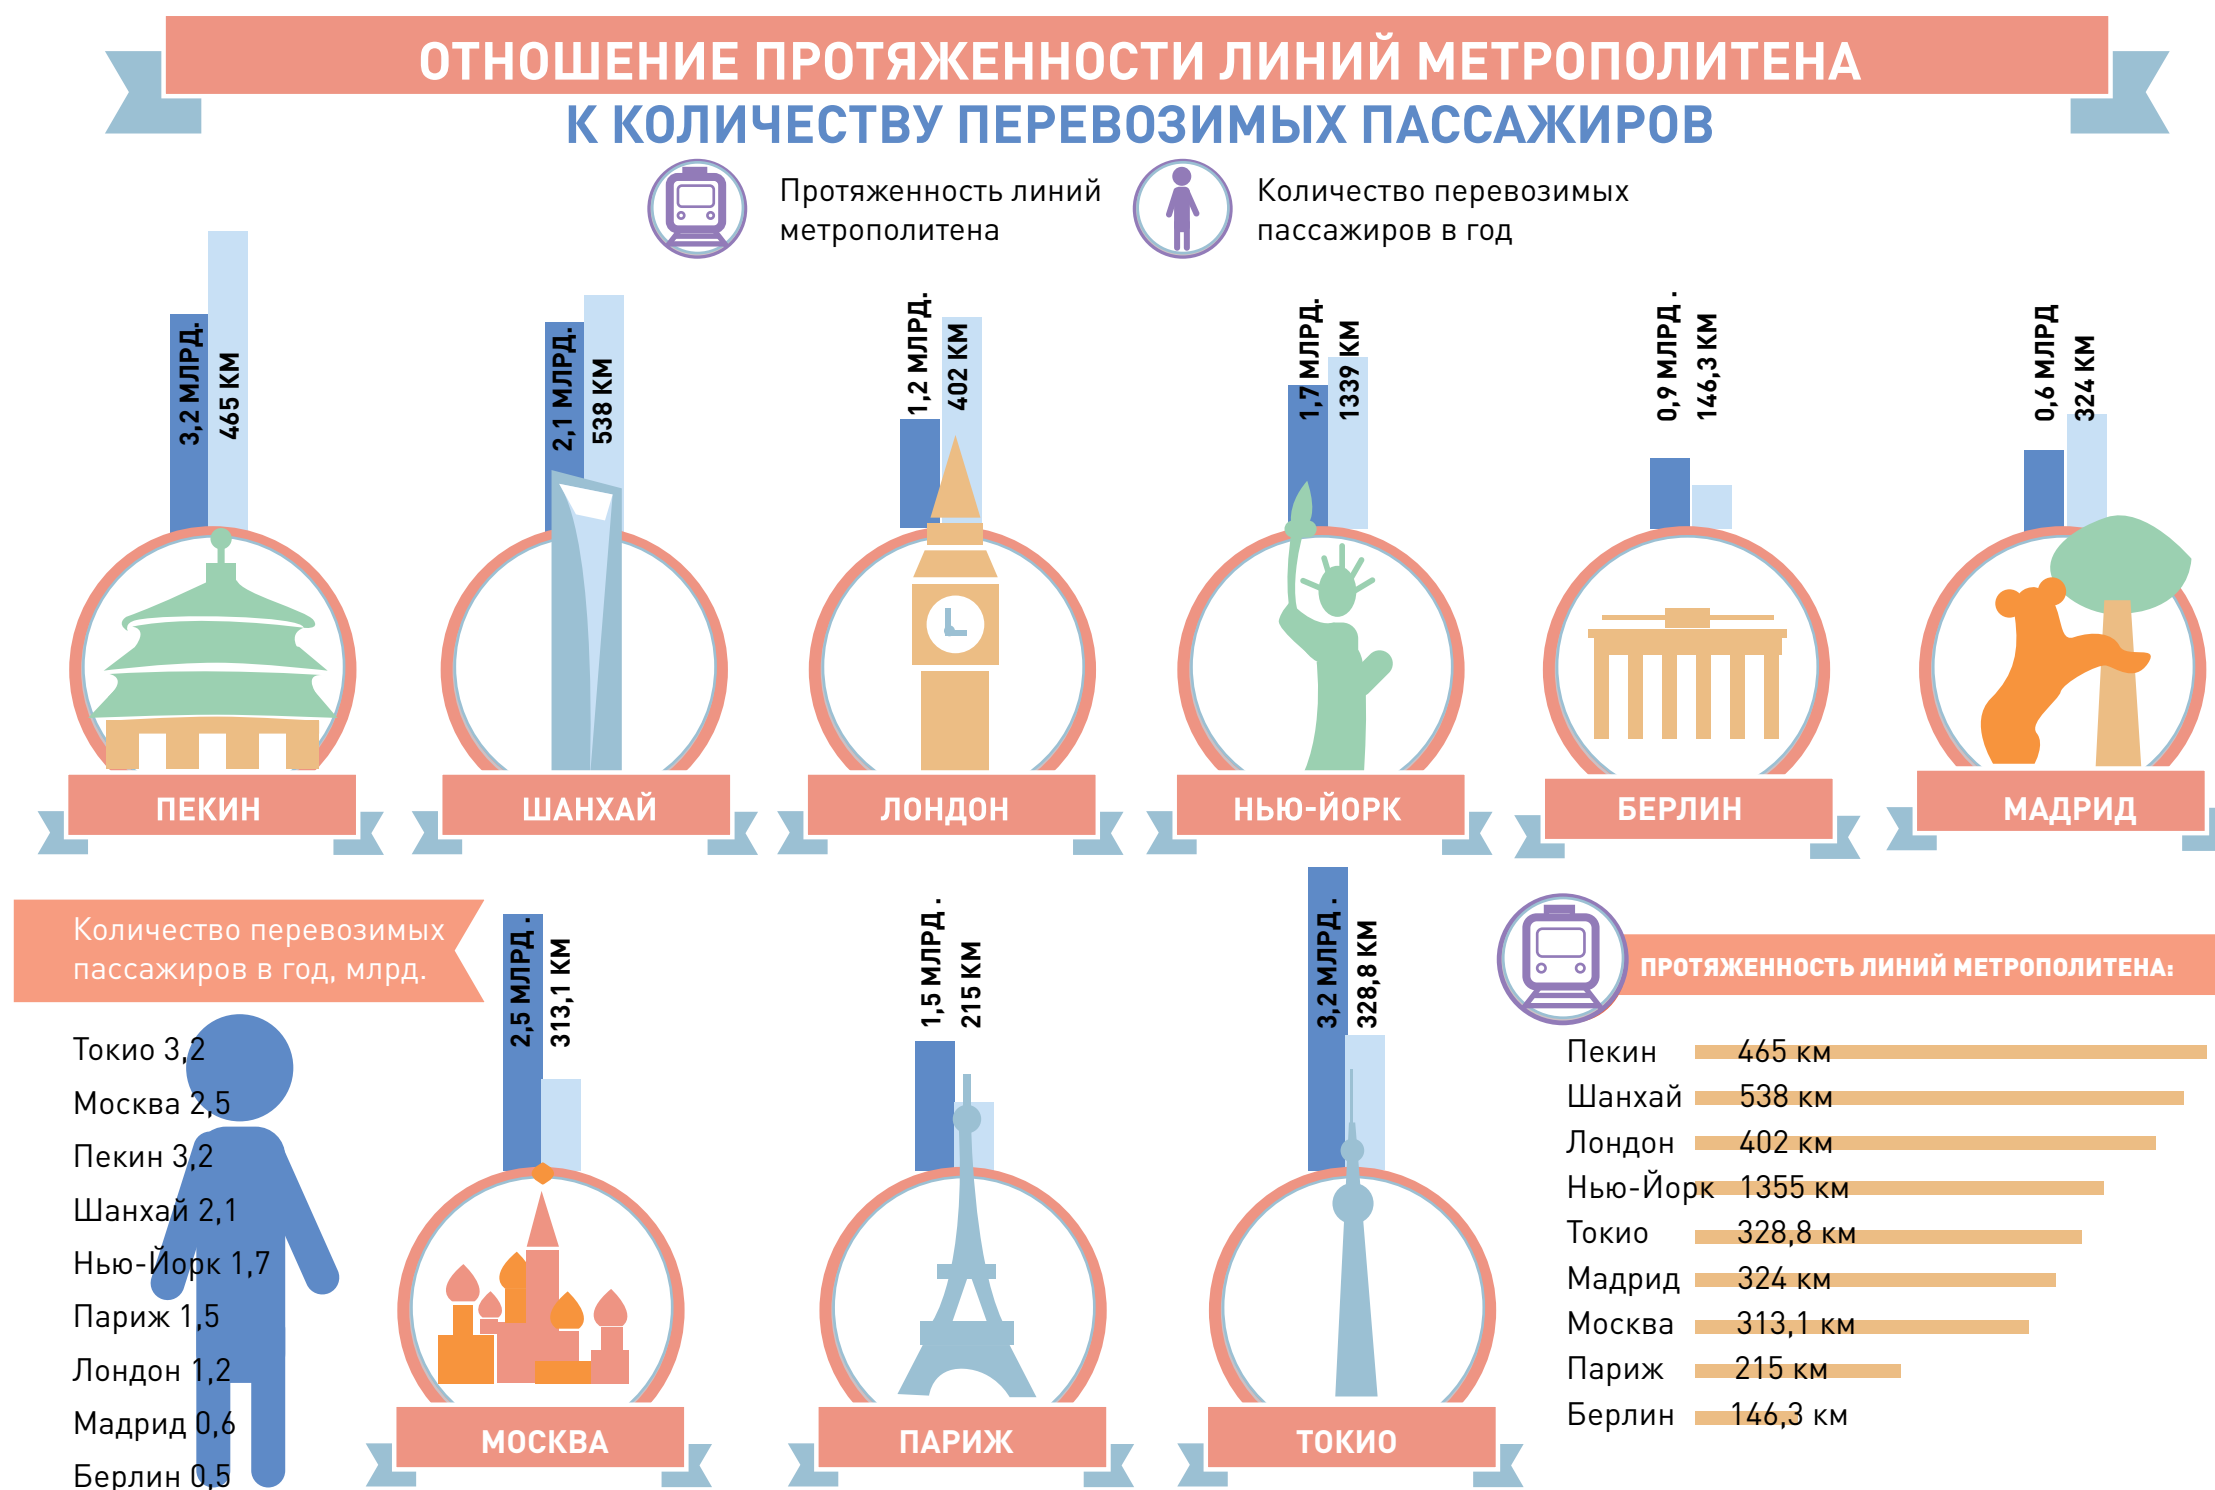 ОТНОШЕНИЕ ПРОТЯЖЕННОСТИ ЛИНИЙ МЕТРОПОЛИТЕНА
К КОЛИЧЕСТВУ ПЕРЕВОЗИМЫХ ПАССАЖИРОВ
Протяженность линий
метрополитена
Количество перевозимых
пассажиров в год
3,2 МЛРД.
465 КМ
2,1 МЛРД.
538 КМ
1,2 МЛРД.
402 КМ
1,7 МЛРД.
1339 КМ
0,9 МЛРД .
146,3 КМ
0,6 МЛРД
324 КМ
ПЕКИН
ШАНХАЙ
ЛОНДОН
НЬЮ-ЙОРК
БЕРЛИН
МАДРИД
Количество перевозимых
пассажиров в год, млрд.
Токио 3,2
Москва 2,5
Пекин 3,2
Шанхай 2,1
Нью-Йорк 1,7
Париж 1,5
Лондон 1,2
Мадрид 0,6
Берлин 0,5
2,5 МЛРД .
313,1 КМ
1,5 МЛРД .
215 КМ
3,2 МЛРД .
328,8 КМ
МОСКВА
ПАРИЖ
ТОКИО
ПРОТЯЖЕННОСТЬ ЛИНИЙ МЕТРОПОЛИТЕНА:
Пекин 465 км
Шанхай 538 км
Лондон 402 км
Нью-Йорк 1355 км
Токио 328,8 км
Мадрид 324 км
Москва 313,1 км
Париж 215 км
Берлин 146,3 км